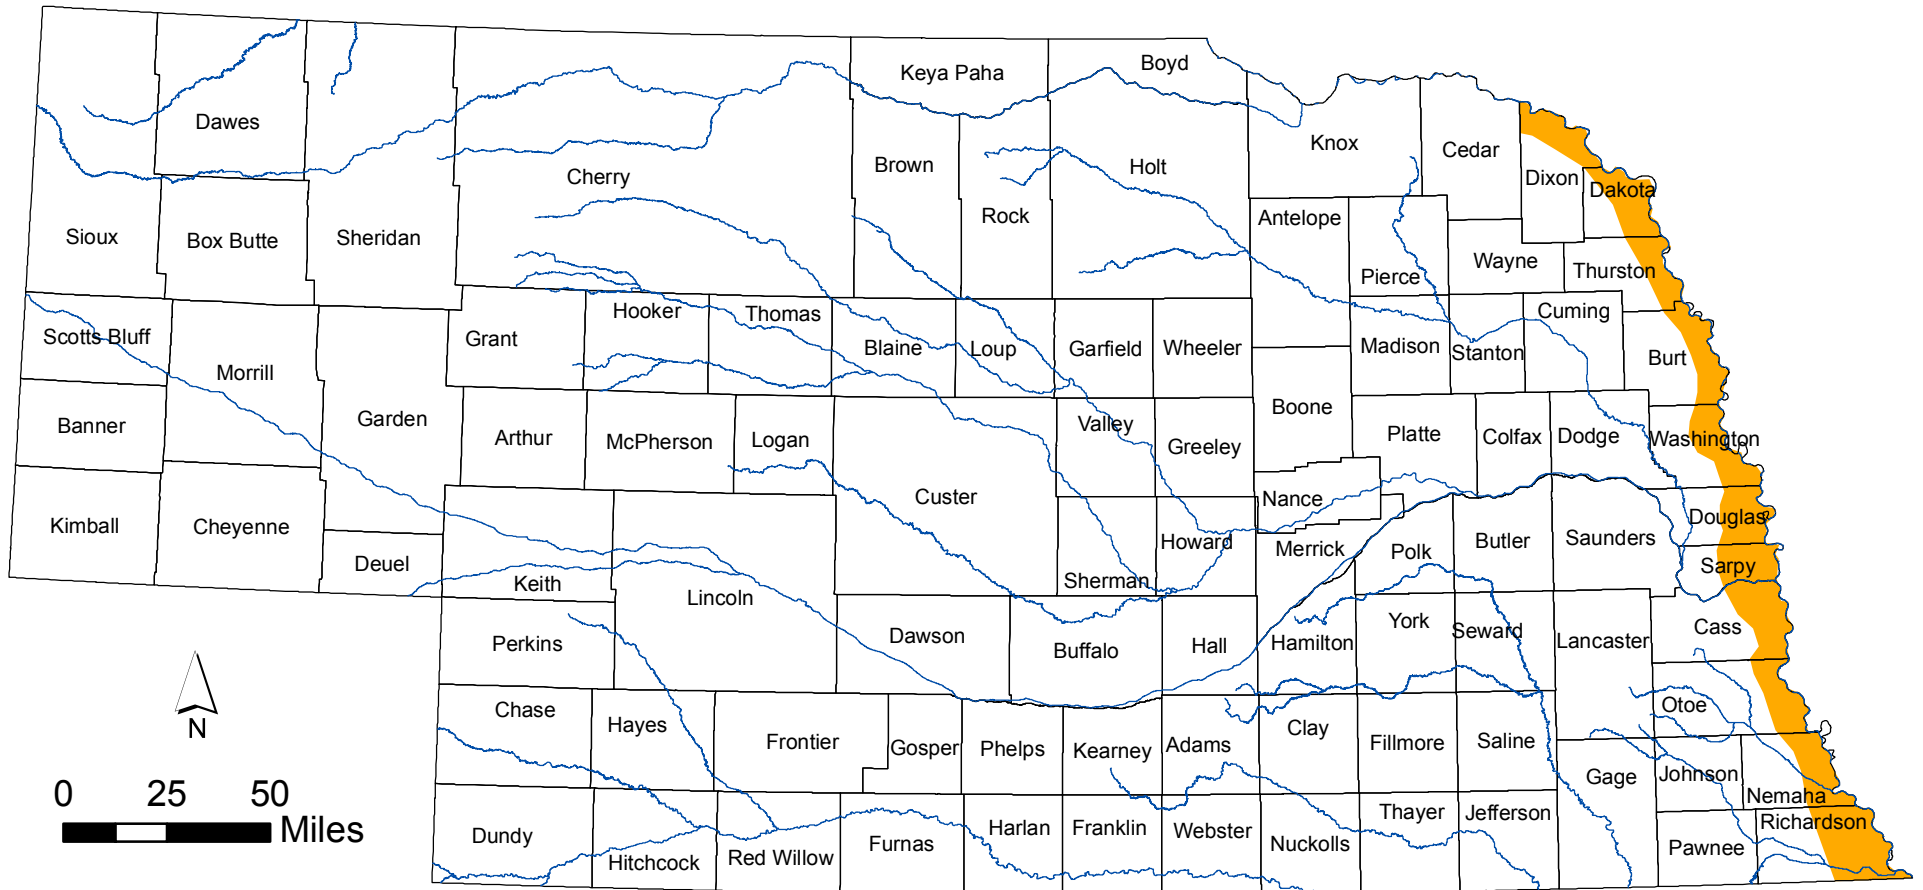 Keya Paha
Boyd
Dawes
Knox
Cedar
Cherry
Brown
Holt
Dixon
Dakota
Sioux
Box Butte
Sheridan
Rock
Antelope
Pierce
Wayne
Thurston
Scotts Bluff
Grant
Hooker
Thomas
Blaine
Loup
Garfield
Wheeler
Madison
Stanton
Cuming
Burt
Morrill
Banner
Garden
Arthur
McPherson
Logan
Valley
Greeley
Boone
Platte
Colfax
Dodge
Washington
Custer
Nance
Kimball
Cheyenne
Deuel
Keith
Lincoln
Sherman
Howard
Merrick
Polk
Butler
Saunders
Douglas
Sarpy
Perkins
Dawson
Buffalo
Hall
Hamilton
York
Seward
Lancaster
Cass
Otoe
Chase
Hayes
Frontier
Gosper
Phelps
Kearney
Adams
Clay
Fillmore
Saline
Gage
Johnson
Nemaha
Dundy
Hitchcock
Red Willow
Furnas
Harlan
Franklin
Webster
Nuckolls
Thayer
Jefferson
Pawnee
Richardson
N
0 25 50
Miles